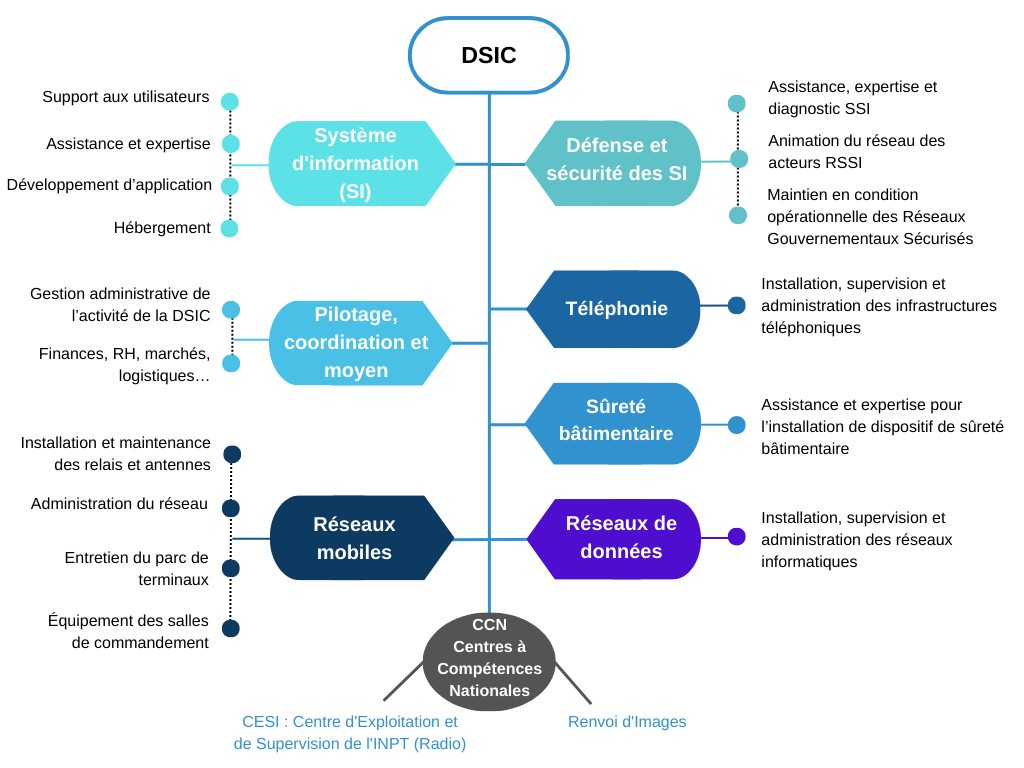 DSIC
Support aux utilisateurs
Assistance et expertise
Développement d’application
Hébergement
Système
d'information
(SI)
Défense et
sécurité des SI
Assistance, expertise et
diagnostic SSI
Animation du réseau des
acteurs RSSI
Maintien en condition
opérationnelle des Réseaux
Gouvernementaux Sécurisés
Gestion administrative de
l’activité de la DSIC
Finances, RH, marchés,
logistiques…
Pilotage,
coordination et
moyen
Téléphonie
Installation, supervision et
administration des infrastructures
téléphoniques
Sûreté
bâtimentaire
Assistance et expertise pour
l’installation de dispositif de sûreté
bâtimentaire
Installation et maintenance
des relais et antennes
Administration du réseau
Entretien du parc de
terminaux
Équipement des salles
de commandement
Réseaux
mobiles
Réseaux de
données
Installation, supervision et
administration des réseaux
informatiques
CCN
Centres à
Compétences
Nationales
CESI : Centre d'Exploitation et
de Supervision de l'INPT (Radio)
Renvoi d'Images